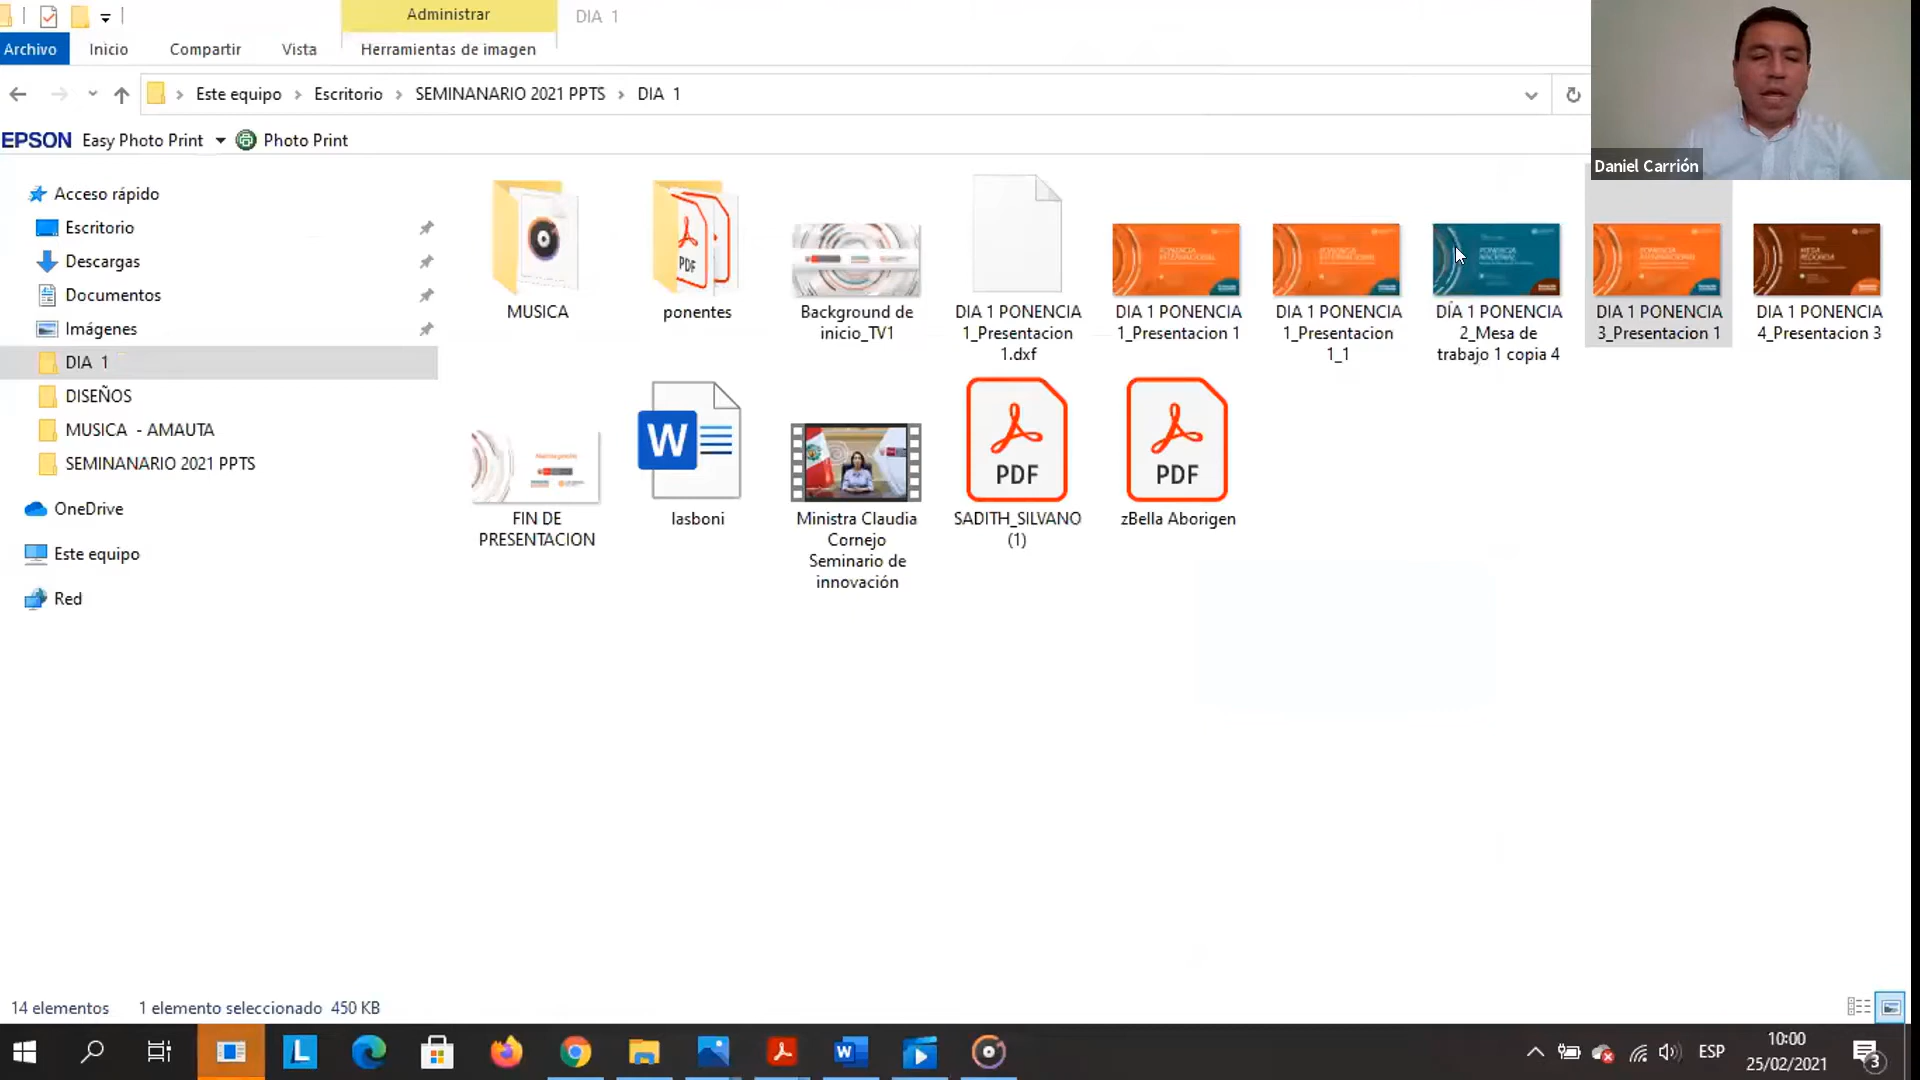 Administrar
DIA 1
Archivo
Inicio
Compartir
Vista
Herramientas de imagen
Este equipo
Escritorio
SEMINANARIO 2021 PPTS
DIA 1
EPSON
Easy Photo Print
Photo Print
Daniel Carrión
Acceso rápido
Escritorio
Descargas
Documentos
Imágenes
DIA 1
DISEÑOS
MUSICA - AMAUTA
SEMINANARIO 2021 PPTS
OneDrive
Este equipo
Red
MUSICA
PDF
ponentes
Background de
inicio_TV1
DIA 1 PONENCIA
1_Presentacion
1.dxf
DIA 1 PONENCIA
1_Presentacion 1
DIA 1 PONENCIA
1_Presentacion
1_1
DÍA 1 PONENCIA
2_Mesa de
trabajo 1 copia 4
DIA 1 PONENCIA
3_Presentacion 1
MESA
REDONDA
DIA 1 PONENCIA
4_Presentacion 3
FIN DE
PRESENTACION
W
lasboni
Ministra Claudia
Cornejo
Seminario de
innovación
PDF
SADITH_SILVANO
(1)
PDF
zBella Aborigen
14 elementos
1 elemento seleccionado 450 KB
L
W
ESP
10:00
25/02/2021
3